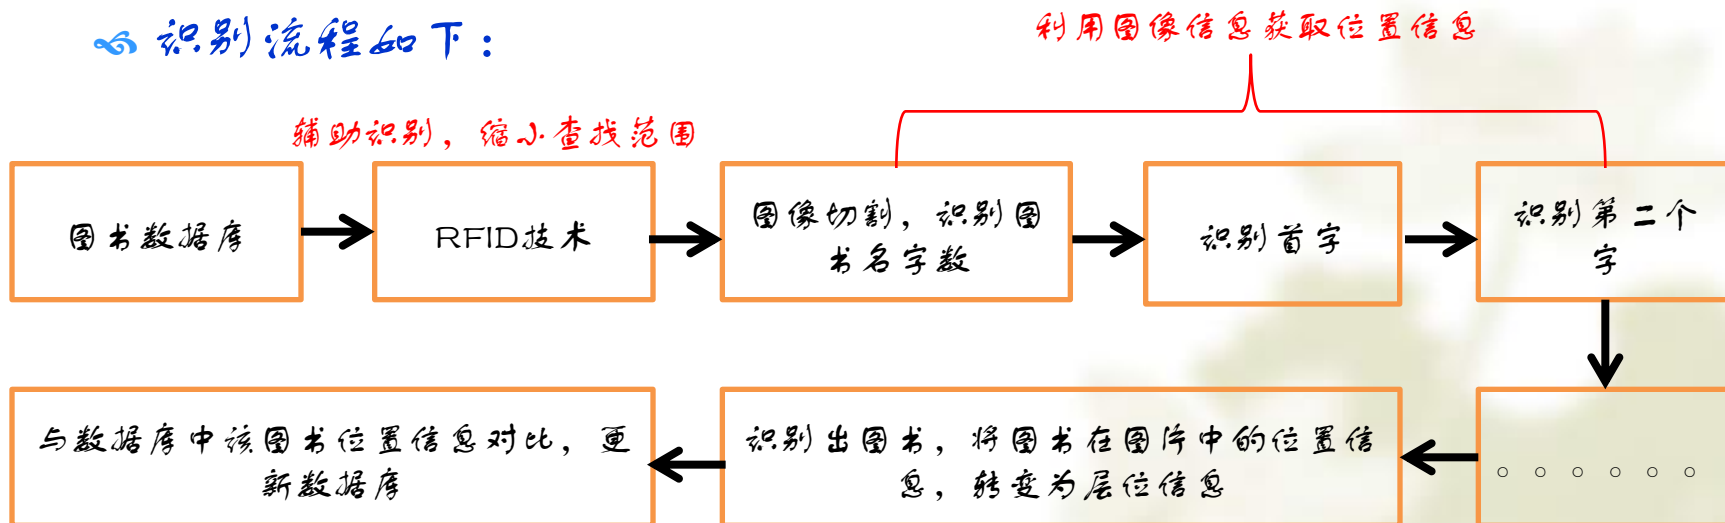 识别流程如下：
利用图像信息获取位置信息
辅助识别，缩小查找范围
图书数据库
RFID技术
图像切割，识别图
书名字数
识别首字
识别第二个
字
。。。。。。
识别出图书，将图书在图片中的位置信
息，转变为层位信息
与数据库中该图书位置信息对比，更
新数据库